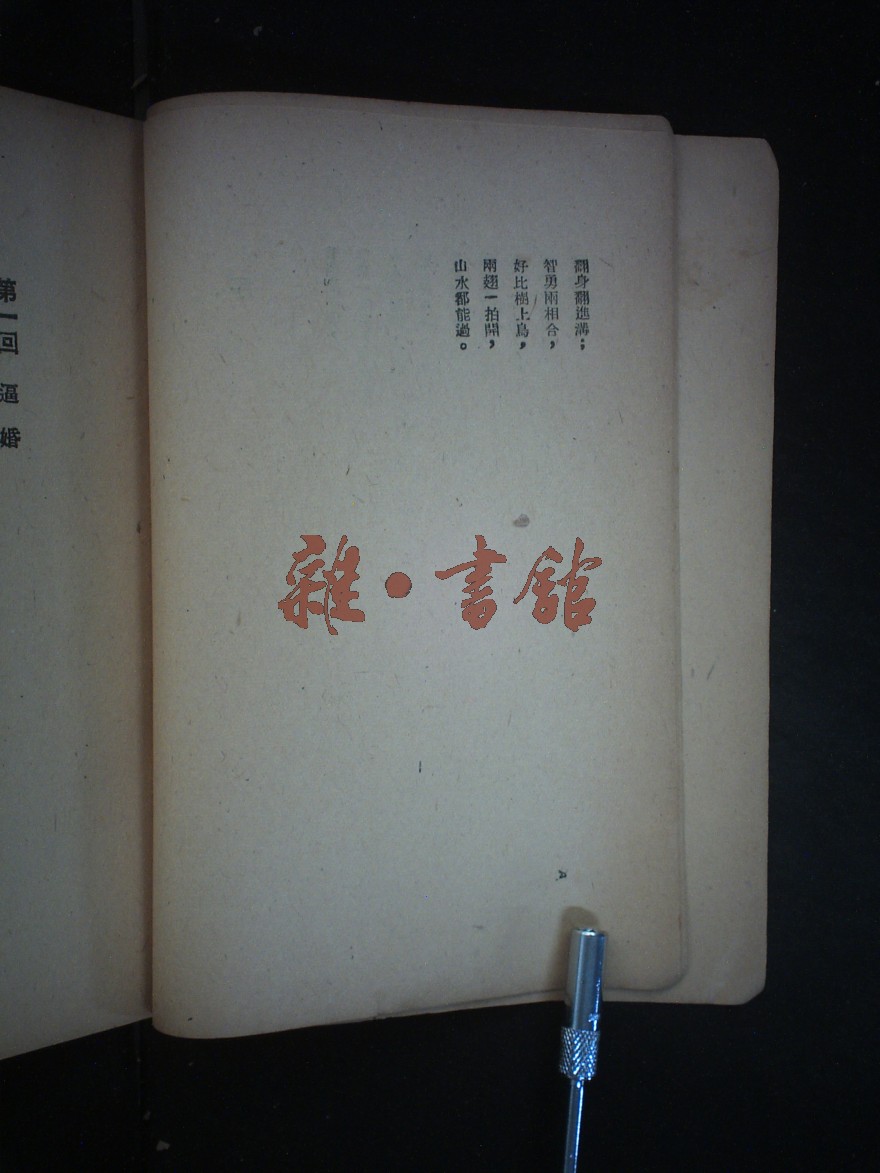 翻身翻進溝；
智勇兩相合，
好比樹上鳥，
兩翅一拍開，
山水都能過。
第一回 逼婚
雜·書館